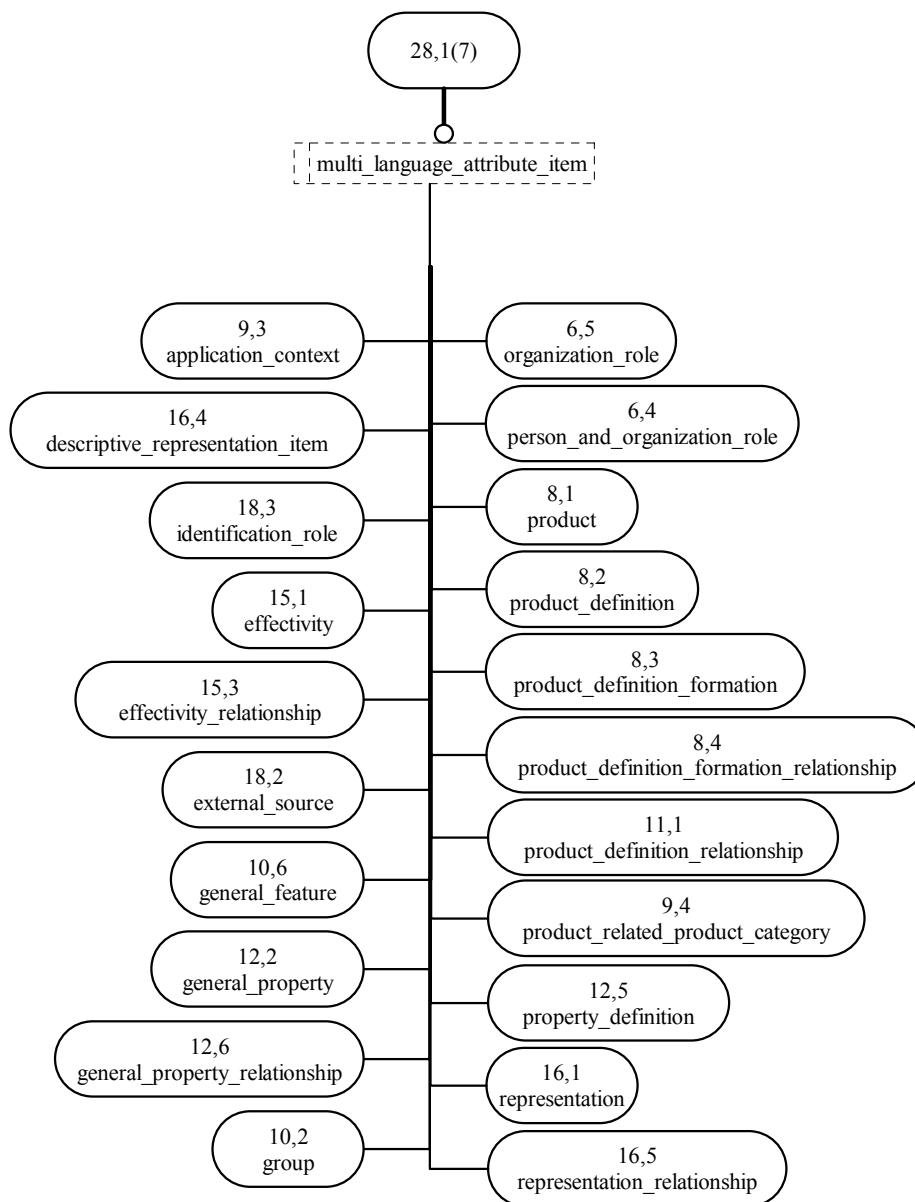 28,1(7)
multi_language_attribute_item
9,3
application_context
16,4
descriptive_representation_item
18,3
identification_role
15,1
effectivity
15,3
effectivity_relationship
18,2
external_source
10,6
general_feature
12,2
general_property
12,6
general_property_relationship
10,2
group
6,5
organization_role
6,4
person_and_organization_role
8,1
product
8,2
product_definition
8,3
product_definition_formation
8,4
product_definition_formation_relationship
11,1
product_definition_relationship
9,4
product_related_product_category
12,5
property_definition
16,1
representation
16,5
representation_relationship